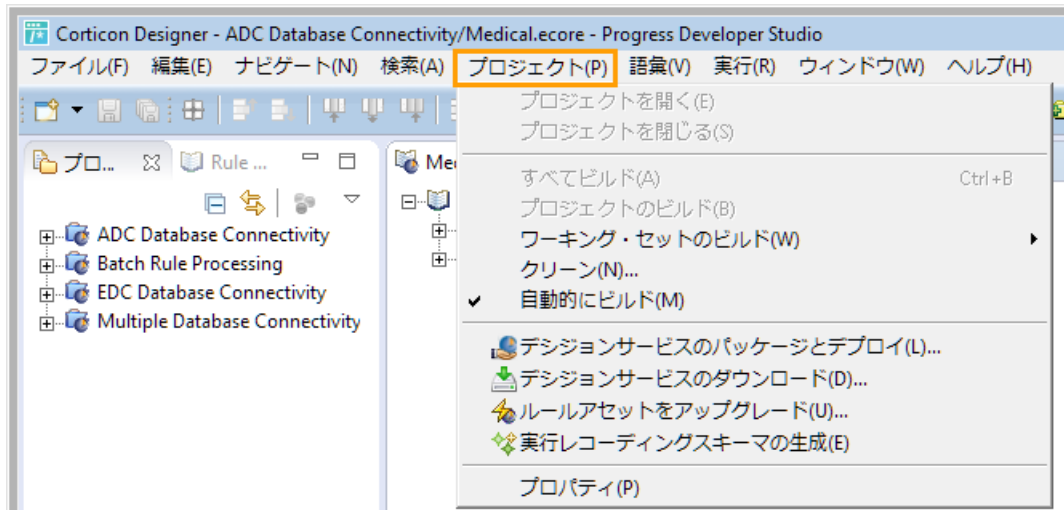 Corticon Designer - ADC Database Connectivity/Medical.ecore - Progress Developer Studio
ファイル(F) 編集(E) ナビゲート(N) 検索(A) プロジェクト(P) 語彙(V) 実行(R) ウィンドウ(W) ヘルプ(H)
プロジェクトを開く(E)
プロジェクトを閉じる(S)
プロ... Rule ... Me
すべてビルド(A) Ctrl+B
プロジェクトのビルド(B)
ADC Database Connectivity
ワーキング・セットのビルド(W)
Batch Rule Processing
クリーン(N)...
EDC Database Connectivity
自動的にビルド(M)
Multiple Database Connectivity
デシジョンサービスのパッケージとデプロイ(L)...
デシジョンサービスのダウンロード(D)...
ルールアセットをアップグレード(U)...
実行レコーディングスキーマの生成(E)
プロパティ(P)